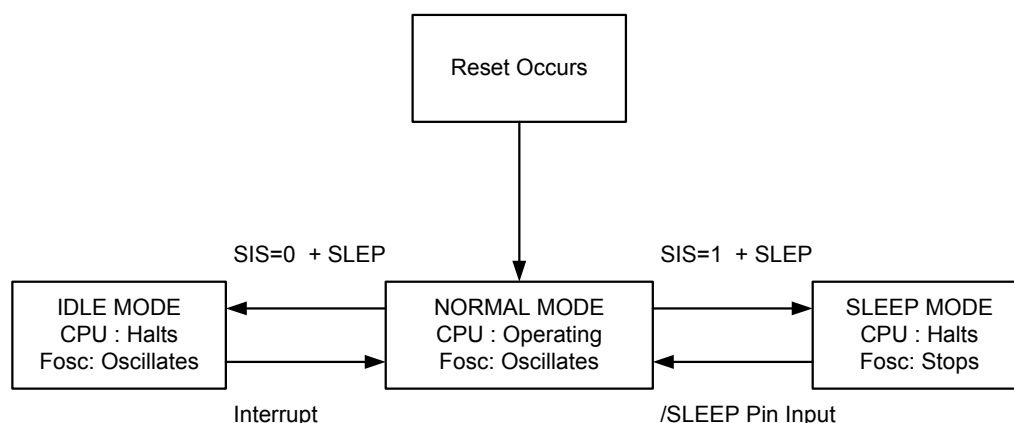 Reset Occurs
SIS=0 + SLEP
SIS=1 + SLEP
IDLE MODE
CPU : Halts
Fosc: Oscillates
NORMAL MODE
CPU : Operating
Fosc: Oscillates
SLEEP MODE
CPU : Halts
Fosc: Stops
Interrupt
/SLEEP Pin Input